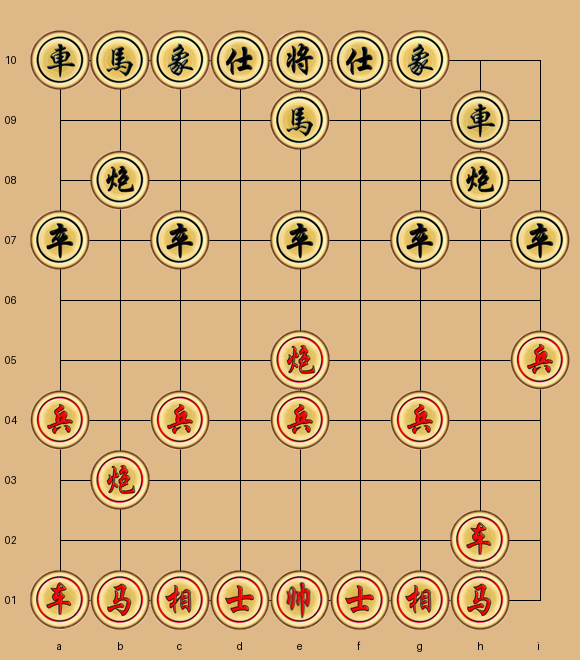 10 車 馬 象 仕 将 仕 象
09 馬 車
08 炮 炮
07 卒 卒 卒 卒 卒
06
05 炮 兵
04 兵 兵 兵 兵
03 炮
02 车
01 车 马 相 士 帅 士 相 马
a b c d e f g h i